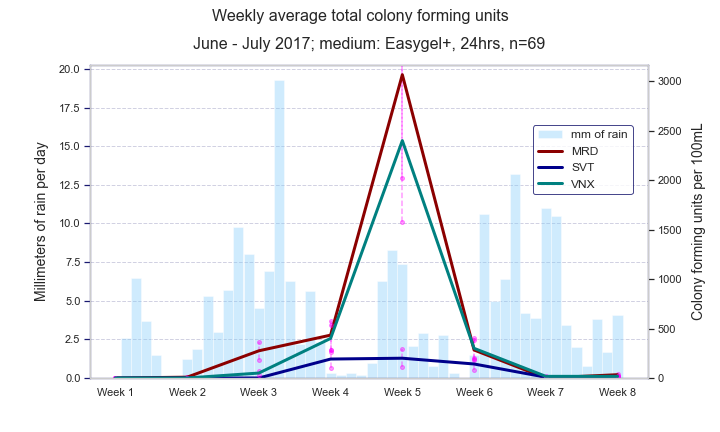 Weekly average total colony forming units
June - July 2017; medium: Easygel+, 24hrs, n=69
Millimeters of rain per day
20.0
17.5
15.0
12.5
10.0
7.5
5.0
2.5
0.0
mm of rain
MRD
SVT
VNX
3000
2500
2000
1500
1000
500
0
Colony forming units per 100mL
Week 1 Week 2 Week 3 Week 4 Week 5 Week 6 Week 7 Week 8